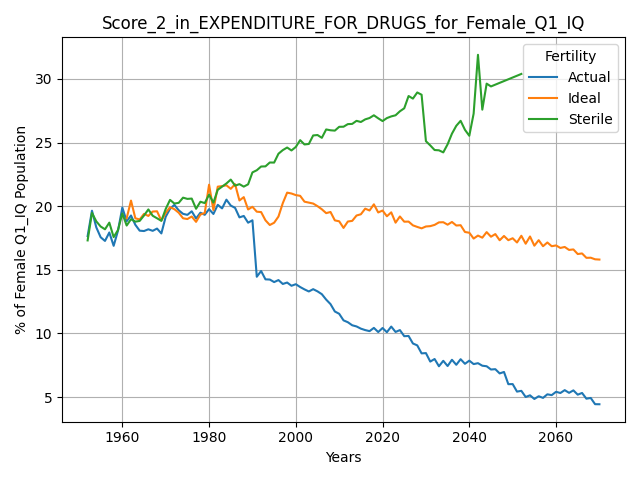 Score_2_in_EXPENDITURE_FOR_DRUGS_for_Female_Q1_IQ
Fertility
Actual
Ideal
Sterile
% of Female Q1_IQ Population
30
25
20
15
10
5
1960
1980
2000
2020
2040
2060
Years